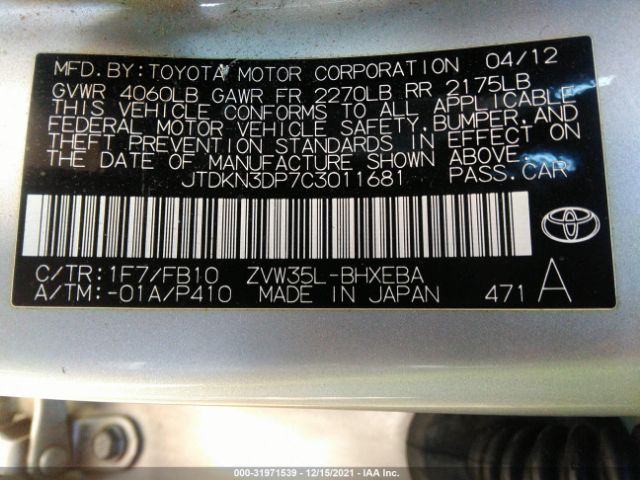 MFD.BY:TOYOTA MOTOR CORPORATION 04/12
GVWR 4060LB GAWR FR 2270LB RR 2175LB
THIS VEHICLE CONFORMS TO ALL APPLICABLE
FEDERAL MOTOR VEHICLE SAFETY,BUMPER,AND
THEFT PREVENTION STANDARDS IN EFFECT ON
THE DATE OF MANUFACTURE SHOWN ABOVE.
JTDKN3DP7C3011681 PASS.CAR
C/TR:1F7/FB10 ZVW35L-BHXEBA
A/TM:-01A/P410 MADE IN JAPAN 471 A
000-31971539 - 12/15/2021 - IAA Inc.